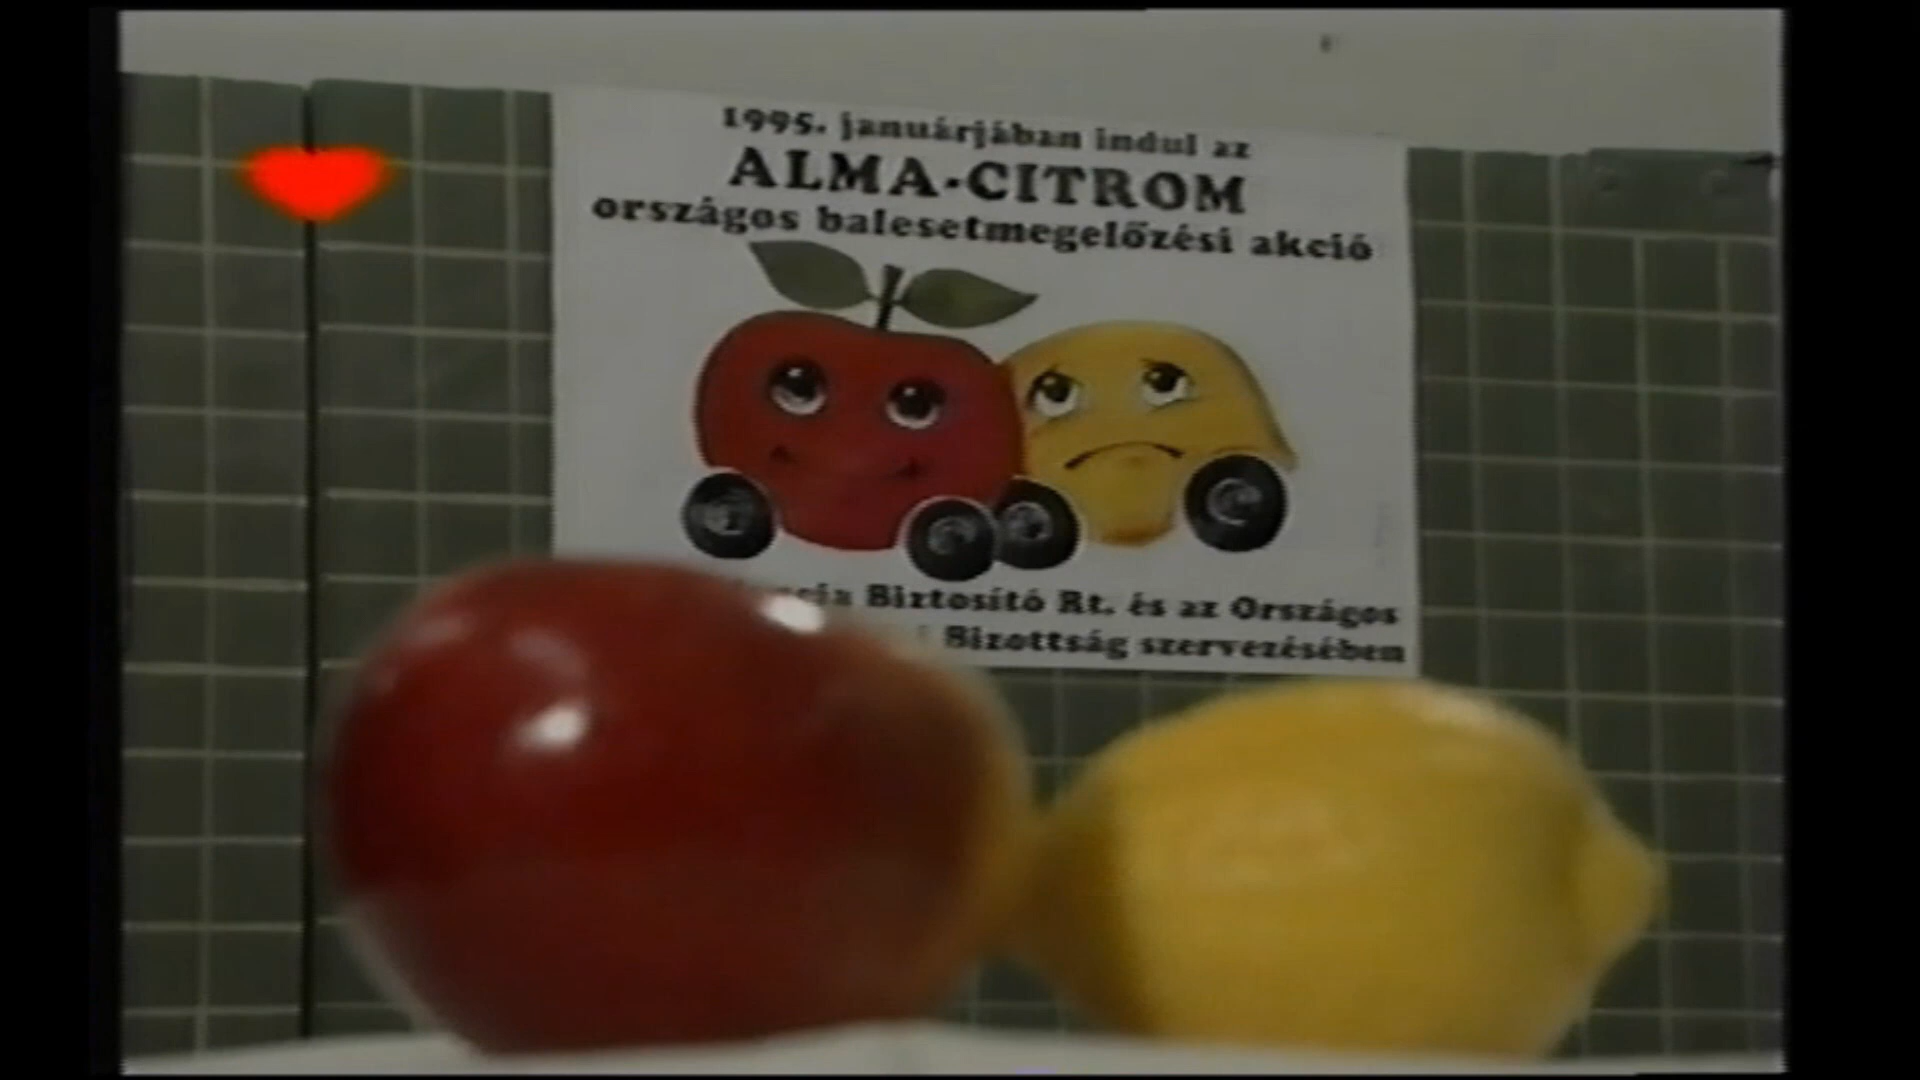 1995. januárjában indul az
ALMA-CITROM
országos balesetmegelőzési akció
Biztosító Rt. és az Országos
Bizottság szervezésében